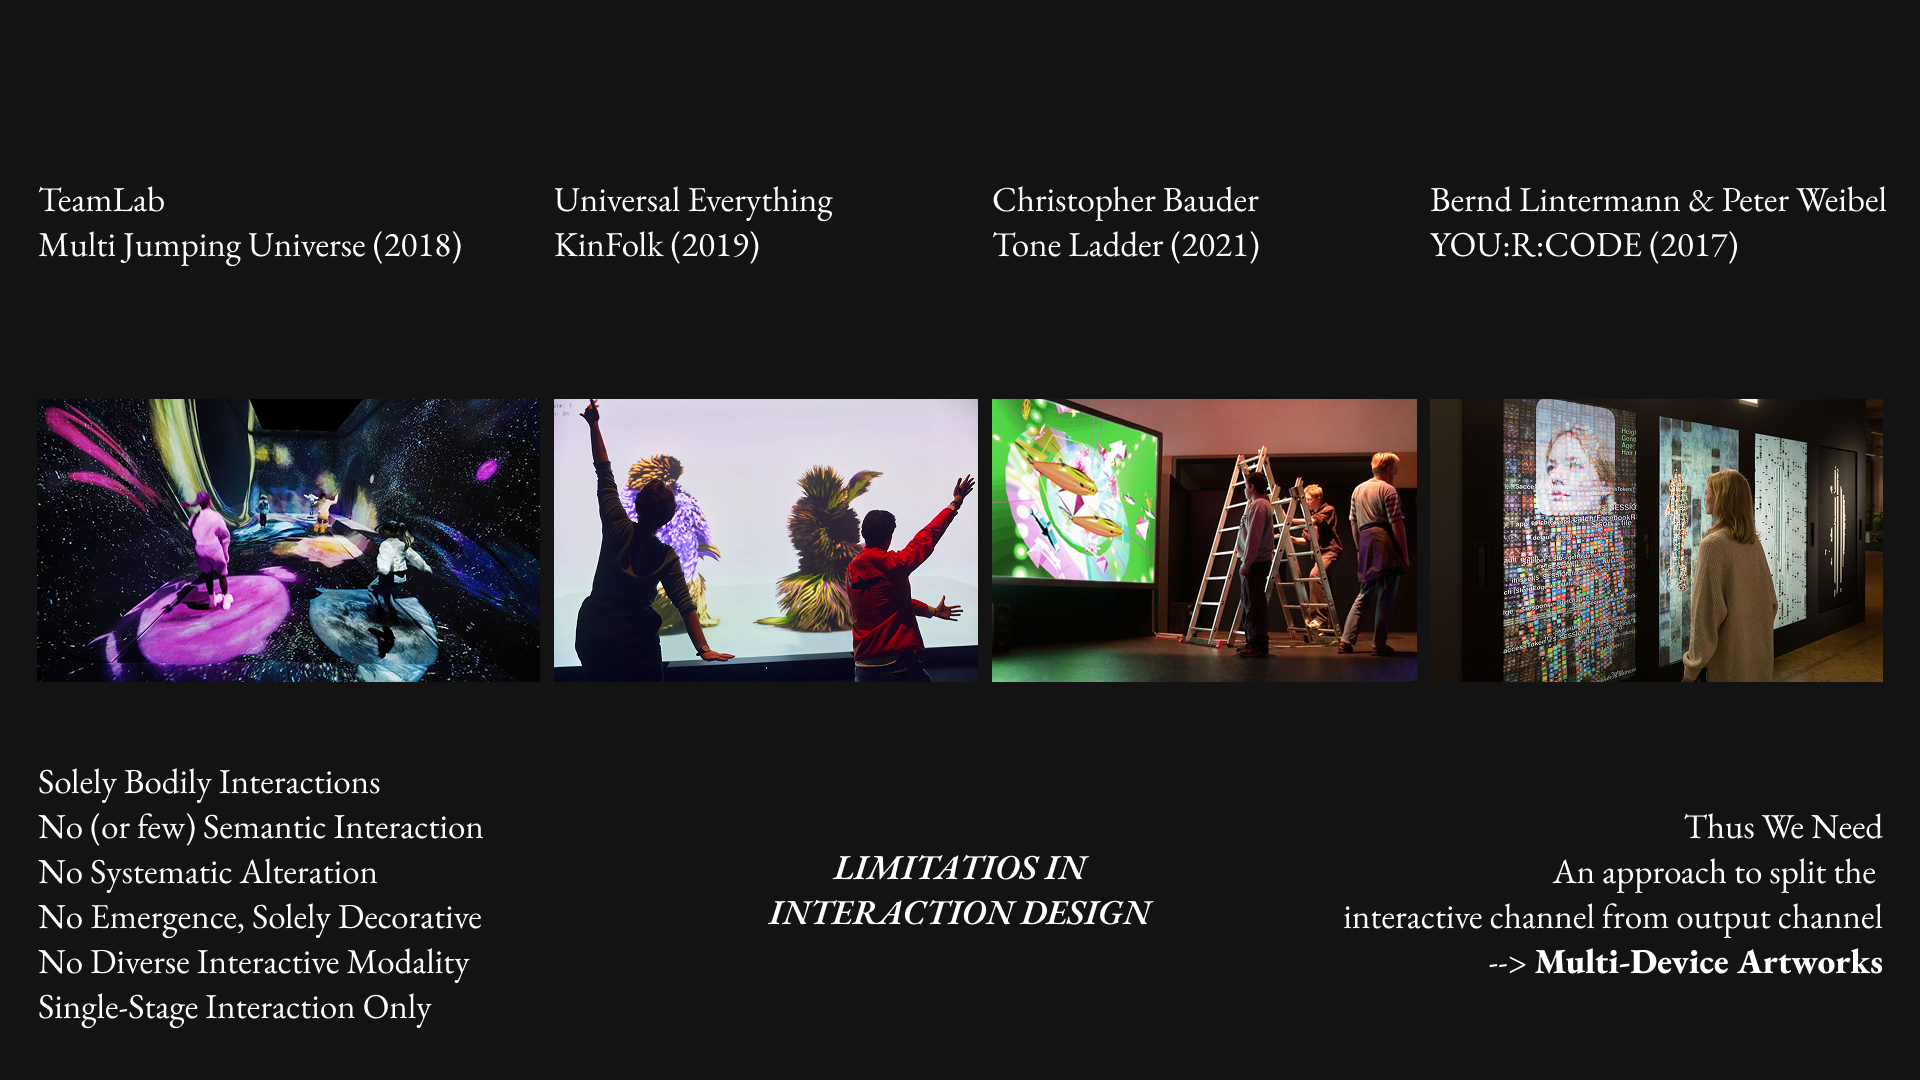 TeamLab
Multi Jumping Universe (2018)
Universal Everything
KinFolk (2019)
Christopher Bauder
Tone Ladder (2021)
Bernd Lintermann & Peter Weibel
YOU:R:CODE (2017)
Solely Bodily Interactions
No (or few) Semantic Interaction
No Systematic Alteration
No Emergence, Solely Decorative
No Diverse Interactive Modality
Single-Stage Interaction Only
LIMITATIOS IN
INTERACTION DESIGN
Thus We Need
An approach to split the
interactive channel from output channel
--> Multi-Device Artworks